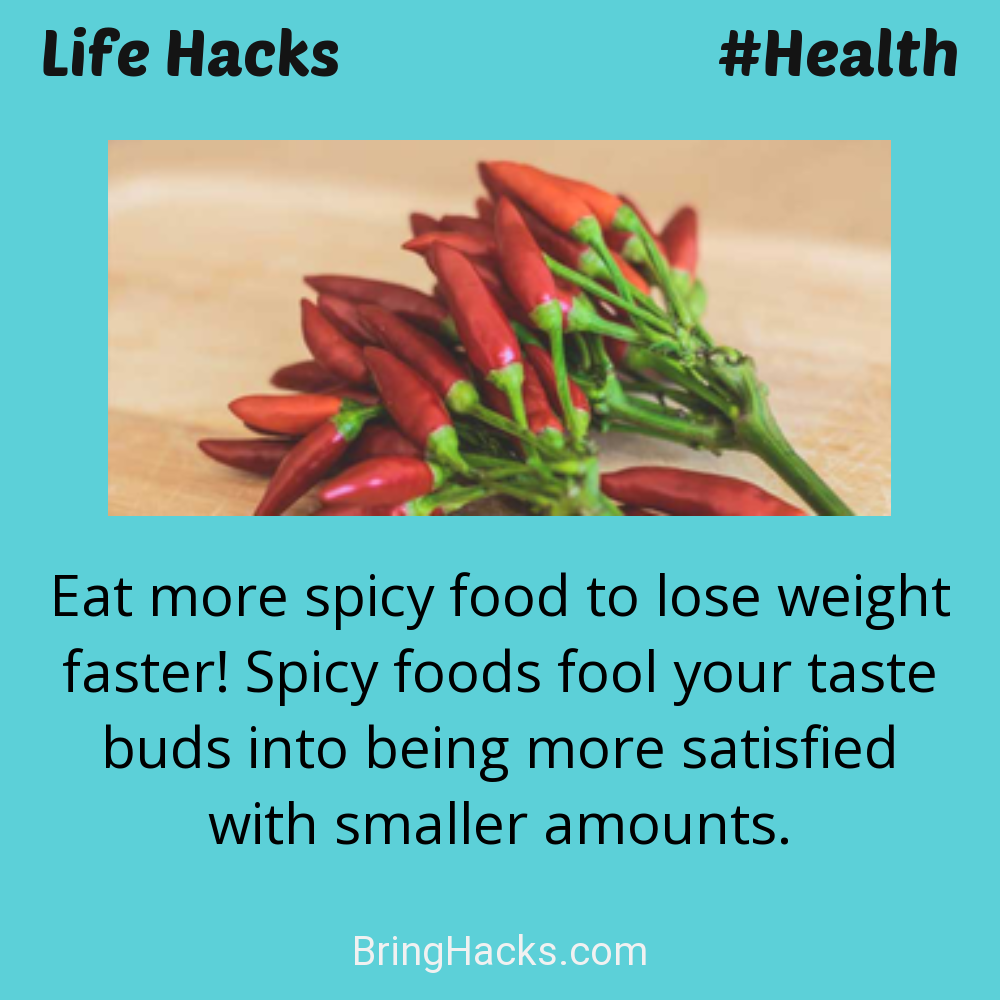 Life Hacks
#Health
Eat more spicy food to lose weight
faster! Spicy foods fool your taste
buds into being more satisfied
with smaller amounts.
BringHacks.com